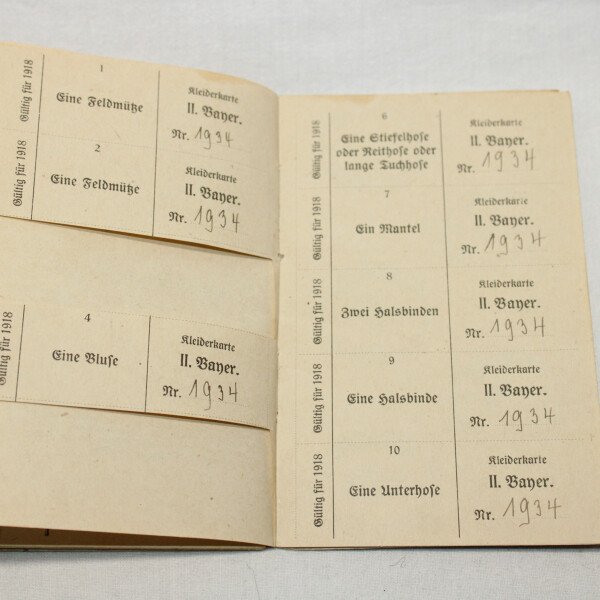 Gültig für 1918
1
Eine Feldmütze
Kleiderkarte
II. Bayer.
Nr. 1934
Gültig für 1918
2
Eine Feldmütze
Kleiderkarte
II. Bayer.
Nr. 1934
Gültig für 1918
4
Eine Bluse
Kleiderkarte
II. Bayer.
Nr. 1934
Gültig für 1918
6
Eine Stiefelhose
oder Reithose oder
lange Tuchhose
Kleiderkarte
II. Bayer.
Nr. 1934
Gültig für 1918
7
Ein Mantel
Kleiderkarte
II. Bayer.
Nr. 1934
Gültig für 1918
8
Zwei Halsbinden
Kleiderkarte
II. Bayer.
Nr. 1934
Gültig für 1918
9
Eine Halsbinde
Kleiderkarte
II. Bayer.
Nr. 1934
Gültig für 1918
10
Eine Unterhose
Kleiderkarte
II. Bayer.
Nr. 1934